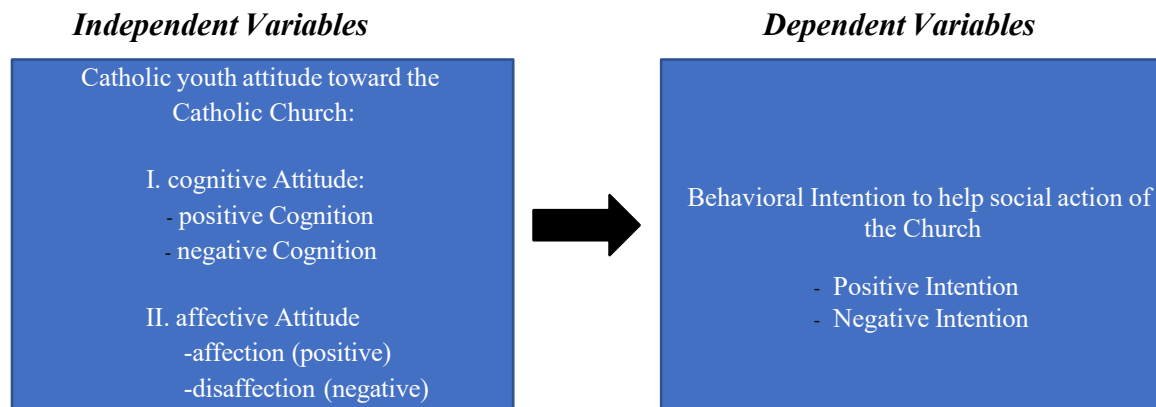 Independent Variables
Catholic youth attitude toward the
Catholic Church:
I. cognitive Attitude:
- positive Cognition
- negative Cognition
II. affective Attitude
-affection (positive)
-disaffection (negative)
Dependent Variables
Behavioral Intention to help social action of
the Church
- Positive Intention
- Negative Intention